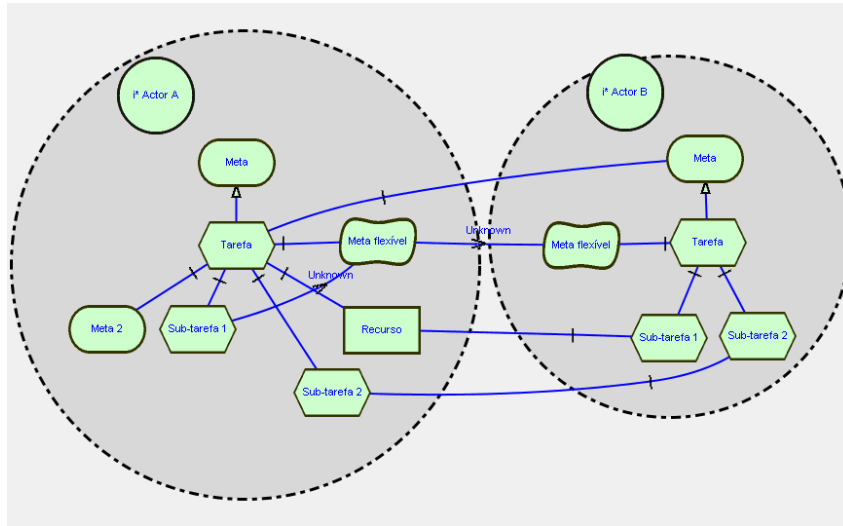 i* Actor A
i* Actor B
Meta
Meta
Unknown
Tarefa
Meta flexível
Meta flexível
Tarefa
Unknown
Meta 2
Sub-tarefa 1
Recurso
Sub-tarefa 1
Sub-tarefa 2
Sub-tarefa 2